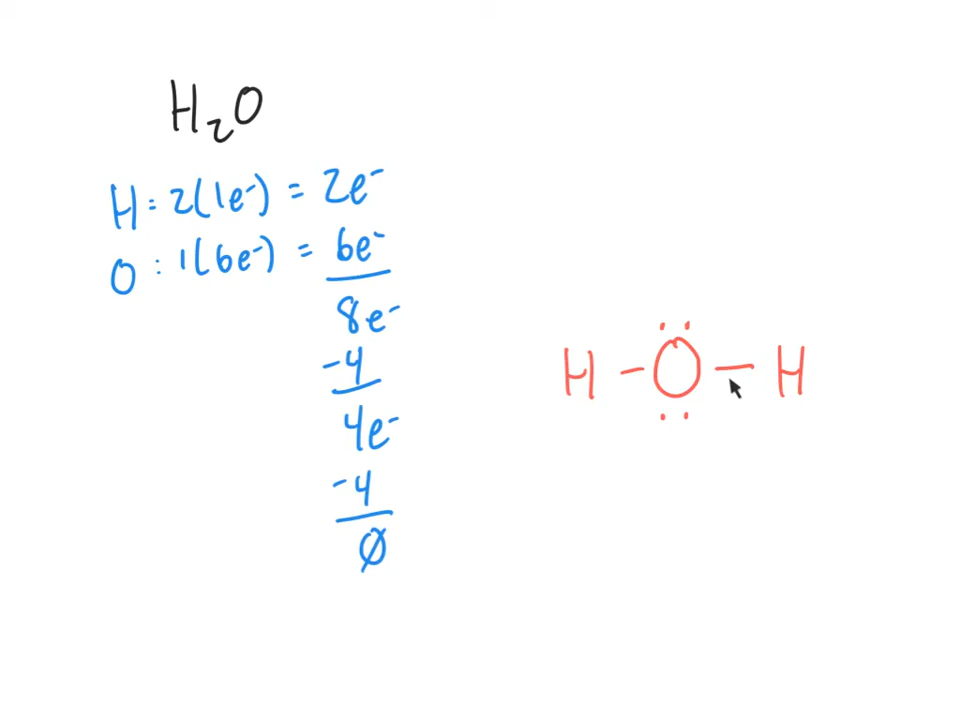 H₂O
H : 2(1e⁻) = 2e⁻
O : 1(6e⁻) = 6e⁻
8e⁻
-4
4e⁻
-4
∅
H - O - H